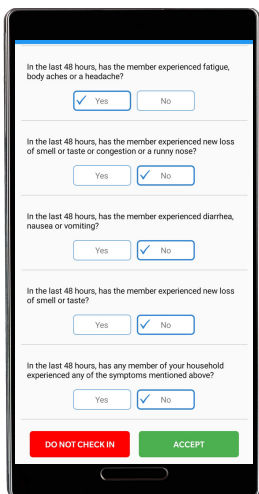 In the last 48 hours, has the member experienced fatigue,
body aches or a headache?
Yes No
In the last 48 hours, has the member experienced new loss
of smell or taste or congestion or a runny nose?
Yes No
In the last 48 hours, has the member experienced diarrhea,
nausea or vomiting?
Yes No
In the last 48 hours, has the member experienced new loss
of smell or taste?
Yes No
In the last 48 hours, has any member of your household
experienced any of the symptoms mentioned above?
Yes No
DO NOT CHECK IN ACCEPT